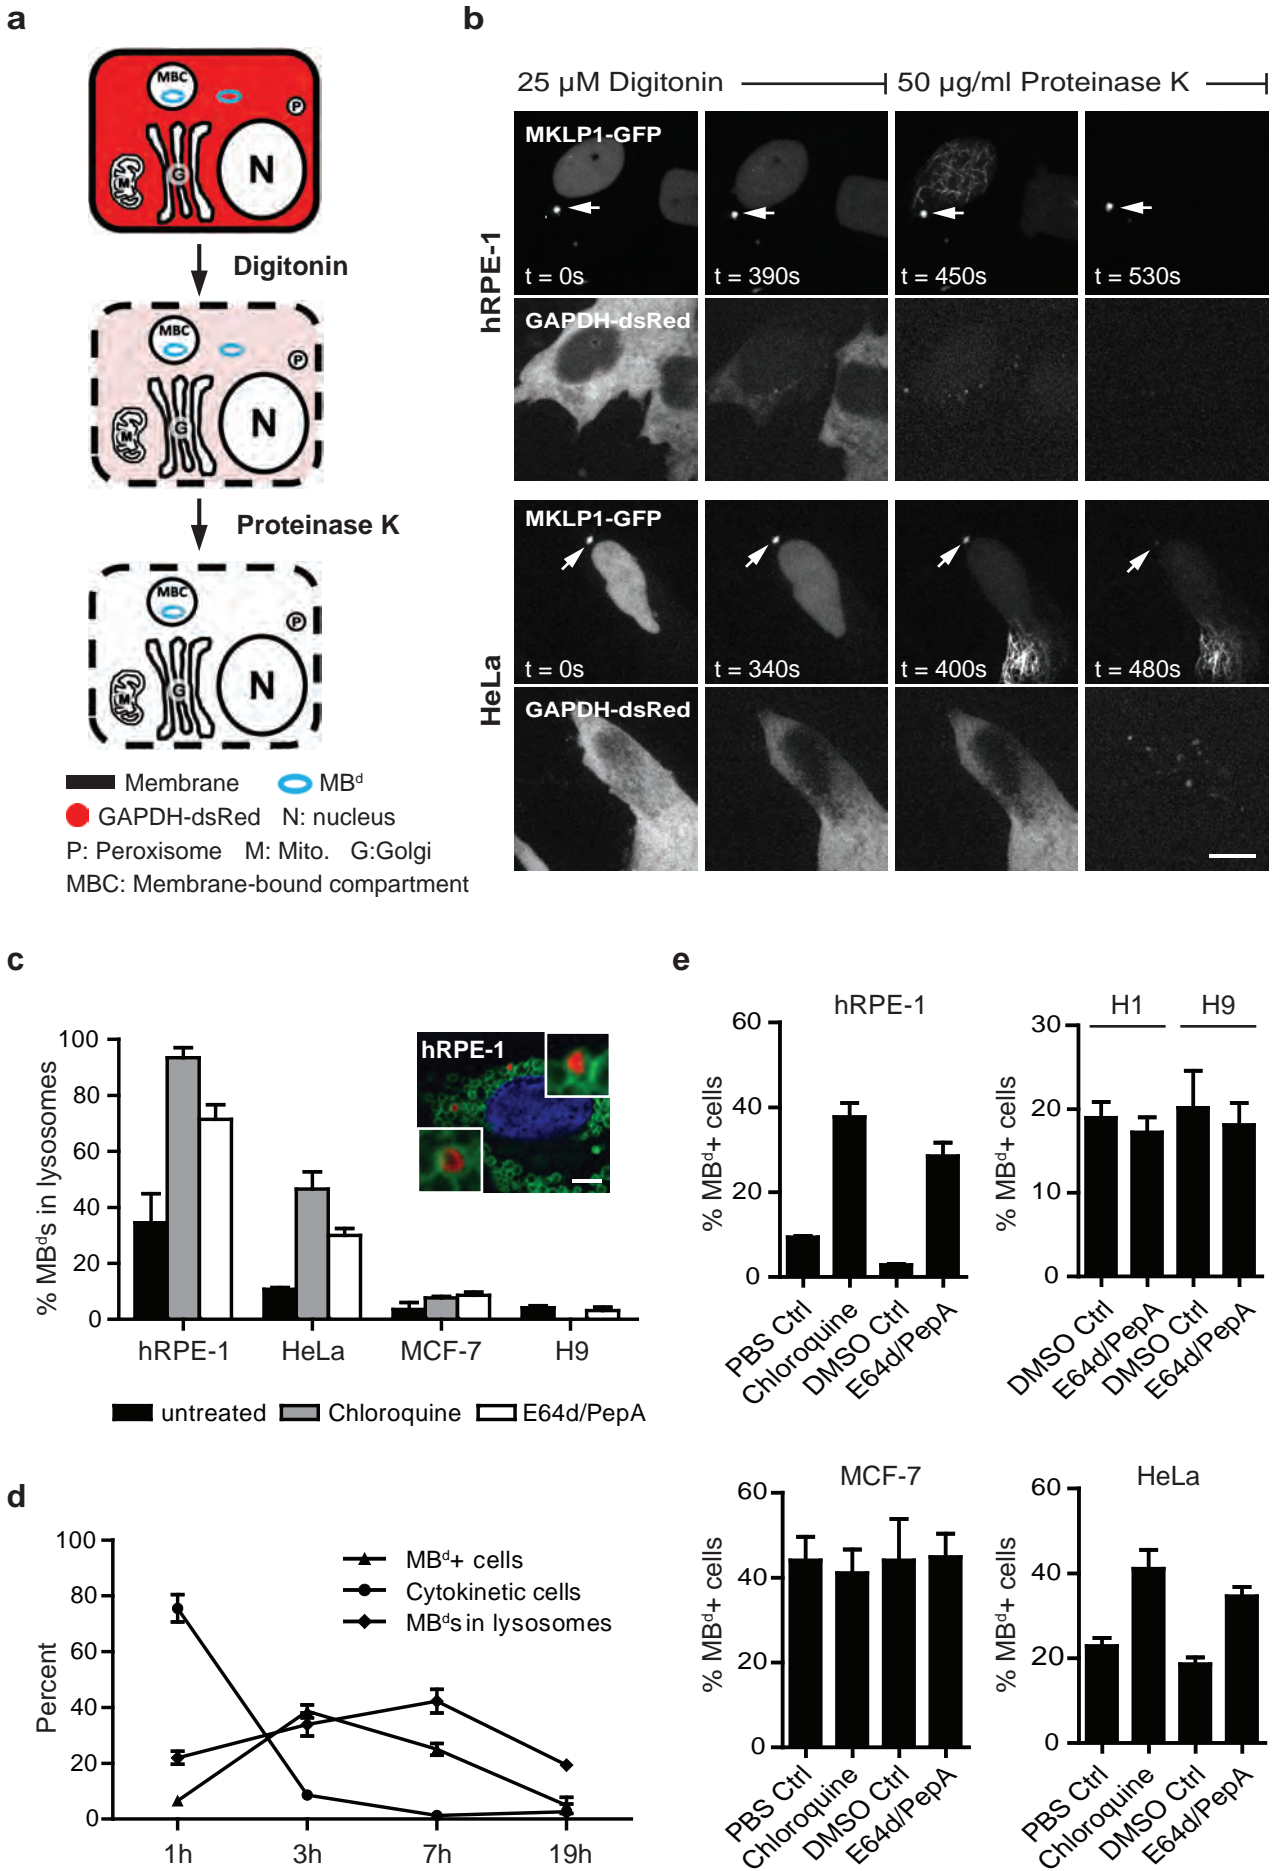 a
MBC
P
M
G
N
Digitonin
MBC
P
M
G
N
Proteinase K
MBC
P
M
G
N
Membrane
MBᵈ
GAPDH-dsRed
N: nucleus
P: Peroxisome M: Mito. G:Golgi
MBC: Membrane-bound compartment
b
25 µM Digitonin
50 µg/ml Proteinase K
hRPE-1
MKLP1-GFP
t = 0s
t = 390s
t = 450s
t = 530s
GAPDH-dsRed
HeLa
MKLP1-GFP
t = 0s
t = 340s
t = 400s
t = 480s
GAPDH-dsRed
c
% MBᵈs in lysosomes
100
80
60
40
20
0
hRPE-1
hRPE-1
HeLa
MCF-7
H9
untreated
Chloroquine
E64d/PepA
d
Percent
100
80
60
40
20
0
MBᵈ+ cells
Cytokinetic cells
MBᵈs in lysosomes
1h
3h
7h
19h
e
hRPE-1
% MBᵈ+ cells
60
40
20
0
PBS Ctrl
Chloroquine
DMSO Ctrl
E64d/PepA
H1
H9
% MBᵈ+ cells
30
20
10
0
DMSO Ctrl
E64d/PepA
DMSO Ctrl
E64d/PepA
MCF-7
% MBᵈ+ cells
60
40
20
0
PBS Ctrl
Chloroquine
DMSO Ctrl
E64d/PepA
HeLa
% MBᵈ+ cells
60
40
20
0
PBS Ctrl
Chloroquine
DMSO Ctrl
E64d/PepA